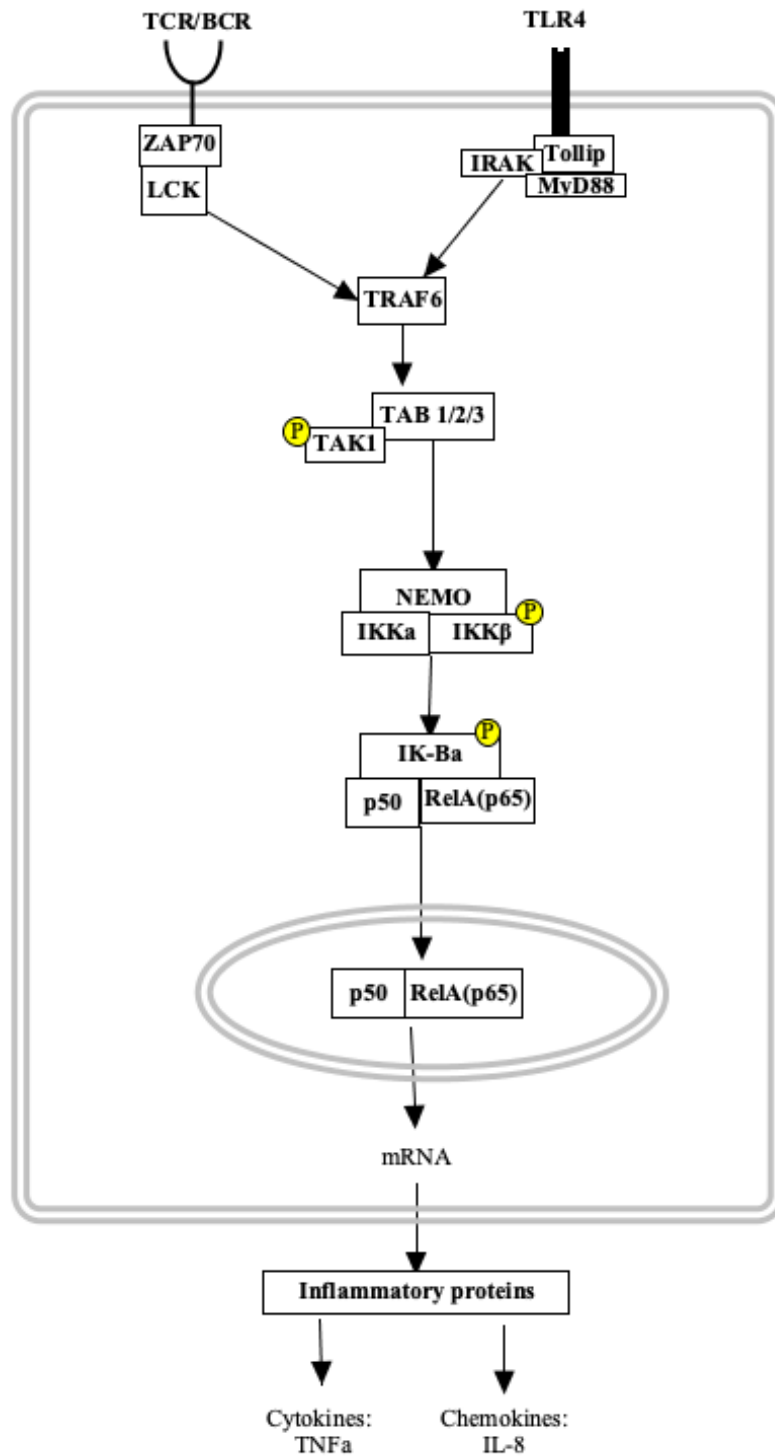 TCR/BCR
TLR4
ZAP70
LCK
IRAK
Tollip
MyD88
TRAF6
TAB 1/2/3
P
TAK1
NEMO
IKKa
IKKβ
P
IK-Ba
P
p50
RelA(p65)
p50
RelA(p65)
mRNA
Inflammatory proteins
Cytokines:
TNFa
Chemokines:
IL-8